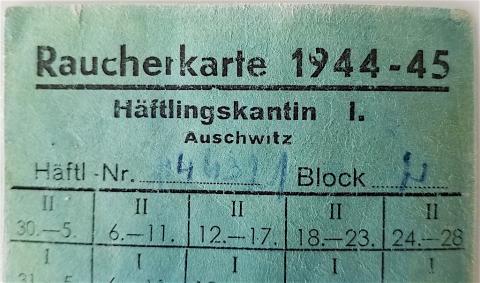 Raucherkarte 1944-45
Häftlingskantin I.
Auschwitz
Häftl.-Nr. Block
II II II II II
30.—5. 6.—11. 12.—17. 18.—23. 24.—28
I I I I I